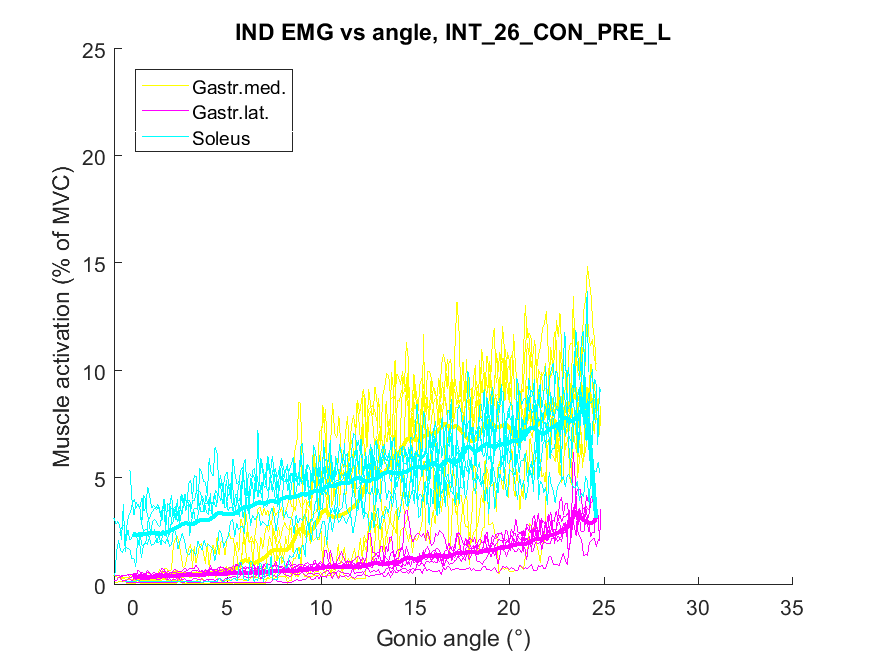 IND EMG vs angle, INT_26_CON_PRE_L
25
20
15
10
5
0
Muscle activation (% of MVC)
Gastr.med.
Gastr.lat.
Soleus
0 5 10 15 20 25 30 35
Gonio angle (°)